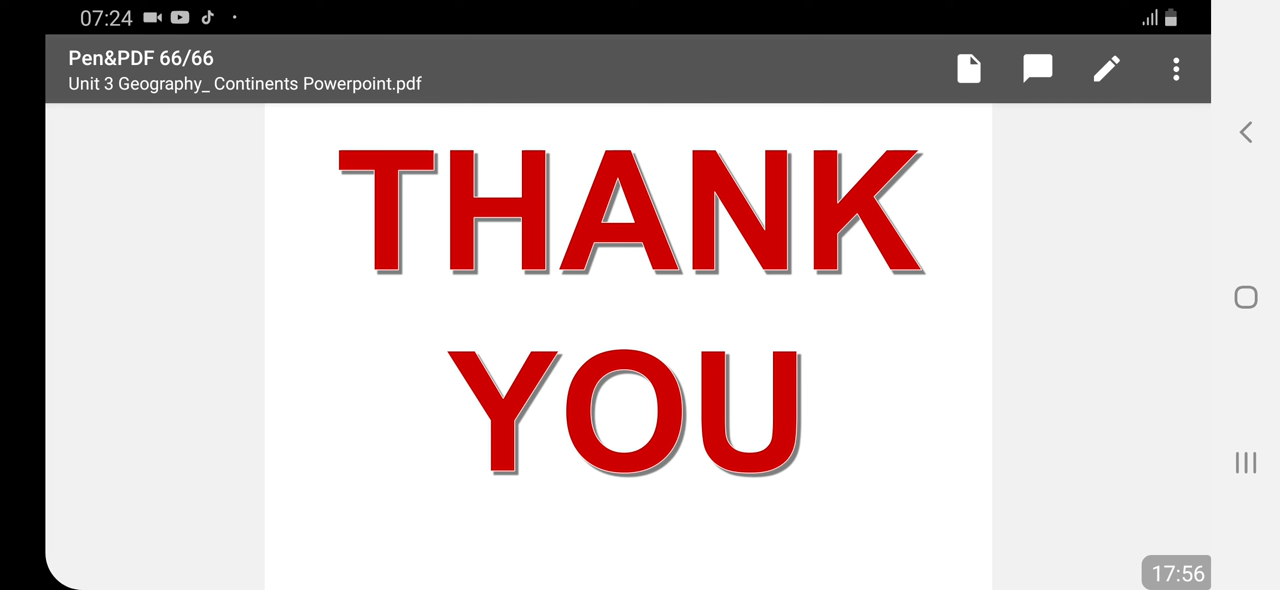 07:24
Pen&PDF 66/66
Unit 3 Geography_ Continents Powerpoint.pdf
THANK
YOU
17:56